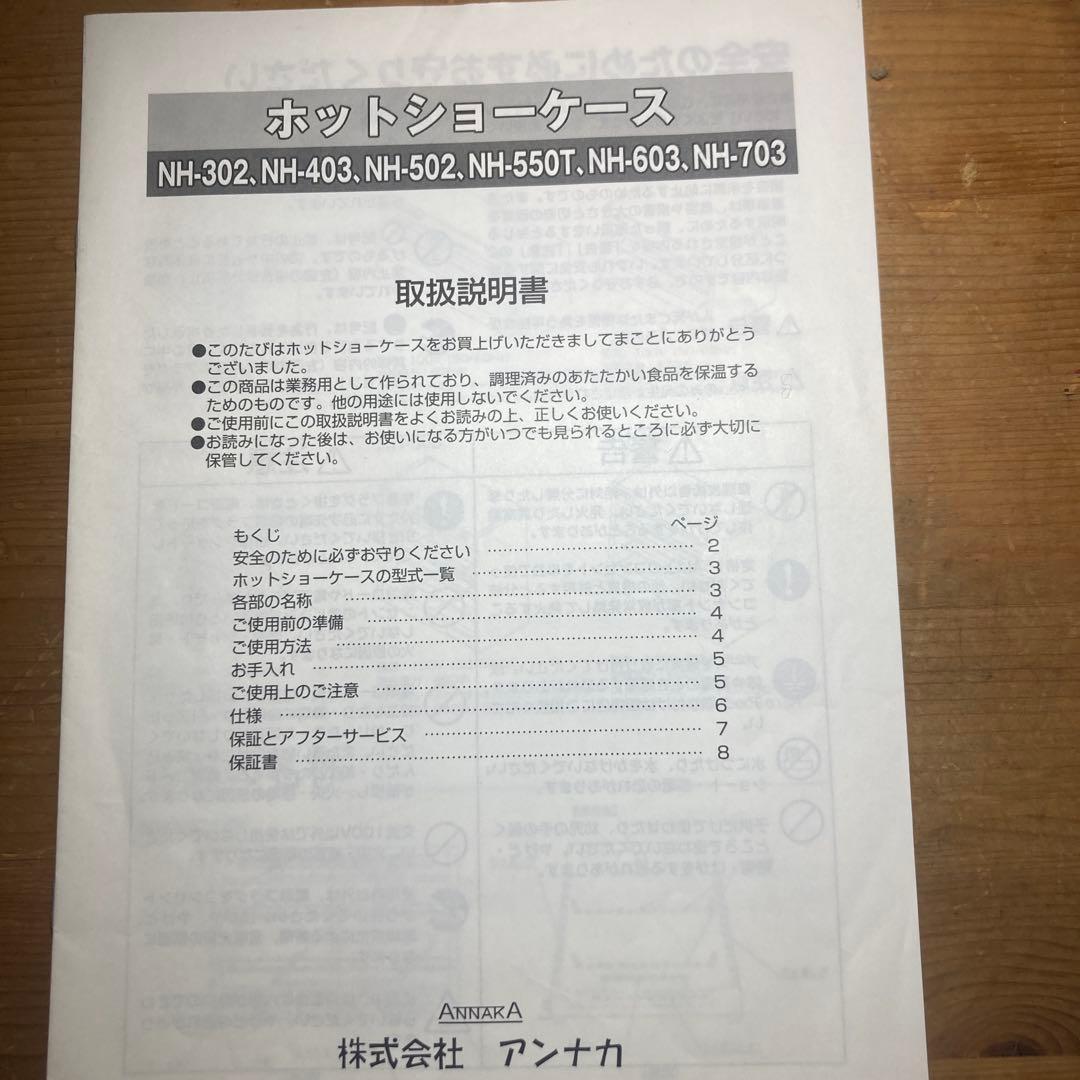 ホットショーケース
NH-302、NH-403、NH-502、NH-550T、NH-603、NH-703
取扱説明書
●このたびはホットショーケースをお買上げいただきましてまことにありがとう
ございました。
●この商品は業務用として作られており、調理済みのあたたかい食品を保温する
ためのものです。他の用途には使用しないでください。
●ご使用前にこの取扱説明書をよくお読みの上、正しくお使いください。
●お読みになった後は、お使いになる方がいつでも見られるところに必ず大切に
保管してください。
もくじ ページ
安全のために必ずお守りください ………………………… 2
ホットショーケースの型式一覧 ………………………… 3
各部の名称 ………………………… 3
ご使用前の準備 ………………………… 4
ご使用方法 ………………………… 4
お手入れ ………………………… 5
ご使用上のご注意 ………………………… 5
仕様 ………………………… 6
保証とアフターサービス ………………………… 7
保証書 ………………………… 8
ANNAKA
株式会社 アンナカ